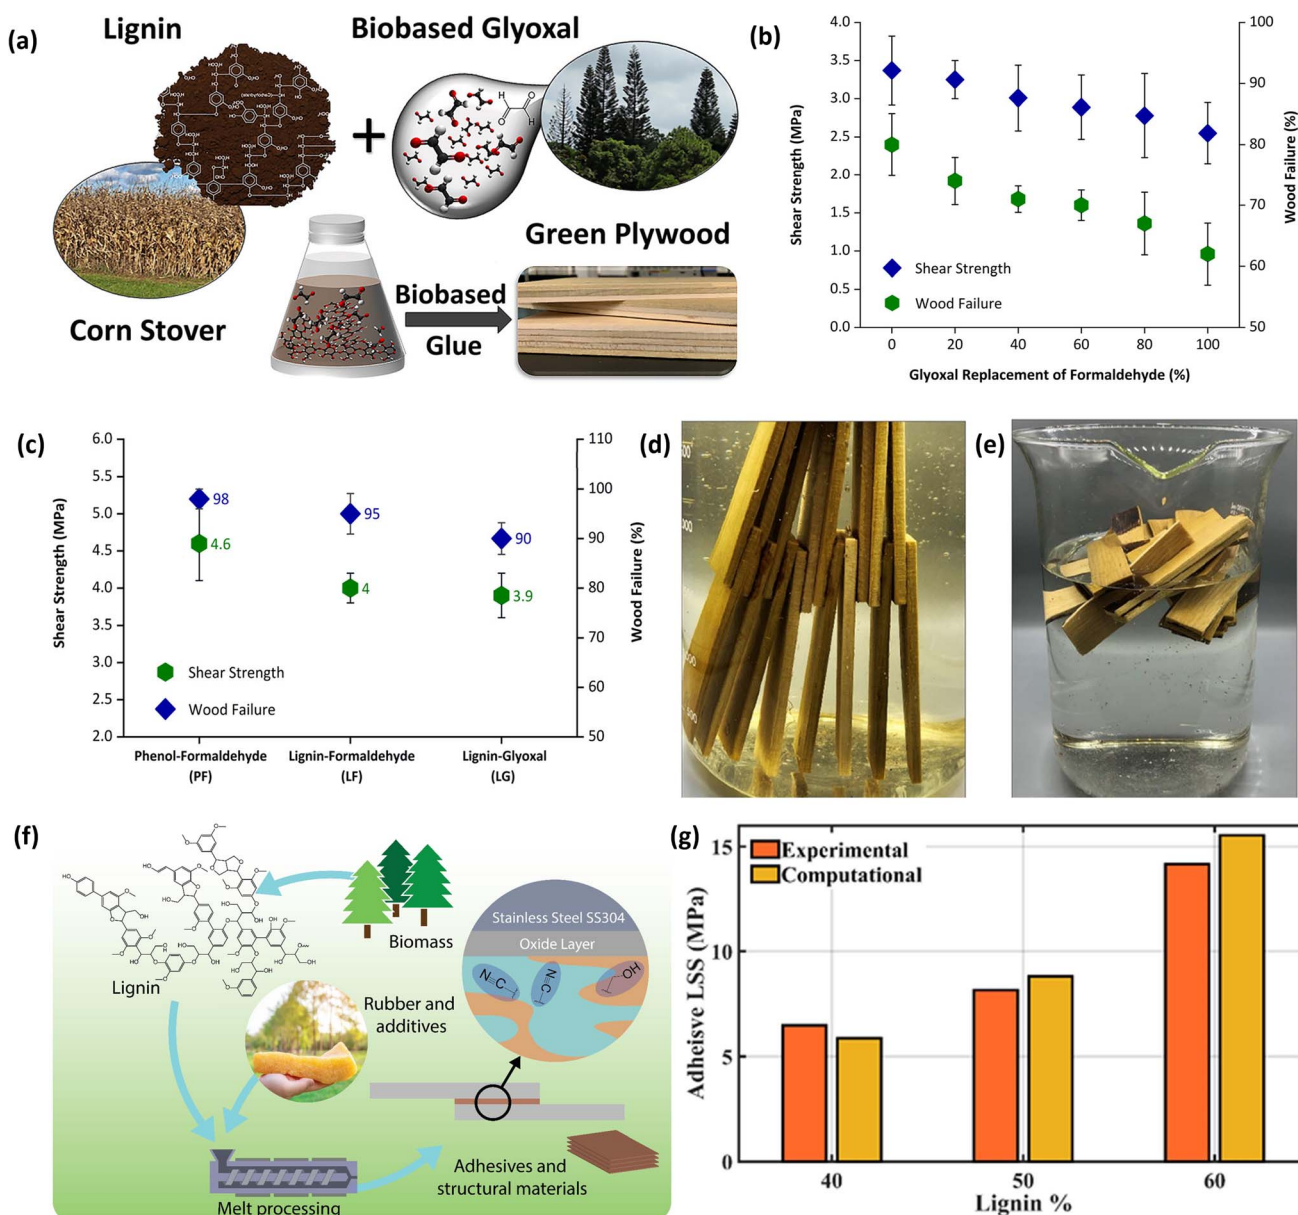 (a)
Lignin
Biobased Glyoxal
Corn Stover
Biobased
Glue
Green Plywood
(b)
Shear Strength (MPa)
4.0
3.5
3.0
2.5
2.0
1.5
1.0
0.5
0.0
100
90
80
70
60
50
Wood Failure (%)
Shear Strength
Wood Failure
0 20 40 60 80 100
Glyoxal Replacement of Formaldehyde (%)
(c)
Shear Strength (MPa)
6.0
5.5
5.0
4.5
4.0
3.5
3.0
2.5
2.0
98
4.6
95
4
90
3.9
110
100
90
80
70
60
50
Wood Failure (%)
Shear Strength
Wood Failure
Phenol-Formaldehyde
(PF)
Lignin-Formaldehyde
(LF)
Lignin-Glyoxal
(LG)
(d)
(e)
(f)
Lignin
Biomass
Rubber and
additives
Stainless Steel SS304
Oxide Layer
N≡C
N≡C
HO
Melt processing
Adhesives and
structural materials
(g)
Adheisve LSS (MPa)
15
10
5
0
Experimental
Computational
40 50 60
Lignin %